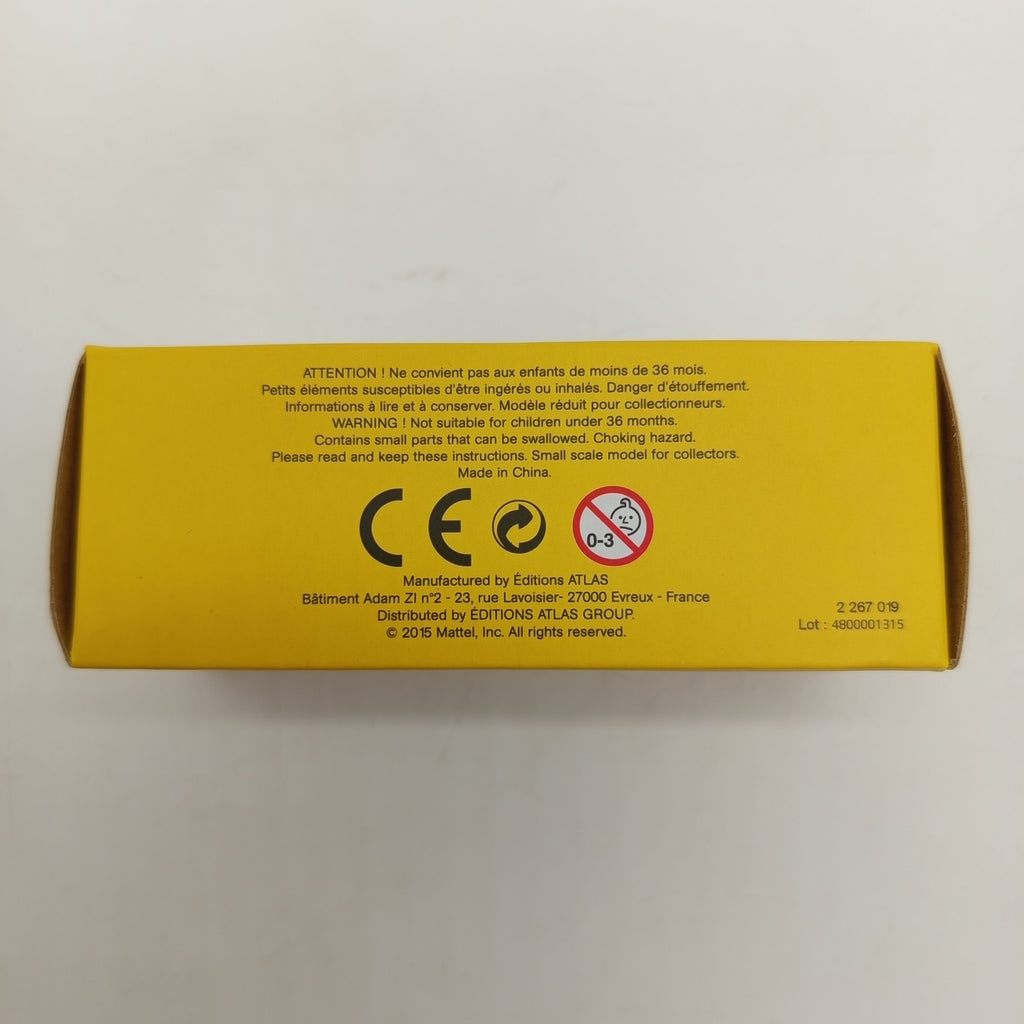 ATTENTION ! Ne convient pas aux enfants de moins de 36 mois.
Petits éléments susceptibles d'être ingérés ou inhalés. Danger d'étouffement.
Informations à lire et à conserver. Modèle réduit pour collectionneurs.
WARNING ! Not suitable for children under 36 months.
Contains small parts that can be swallowed. Choking hazard.
Please read and keep these instructions. Small scale model for collectors.
Made in China.
CE
0-3
Manufactured by Éditions ATLAS
Bâtiment Adam ZI n°2 - 23, rue Lavoisier- 27000 Evreux - France
Distributed by ÉDITIONS ATLAS GROUP.
© 2015 Mattel, Inc. All rights reserved.
2 267 019
Lot : 4800001315